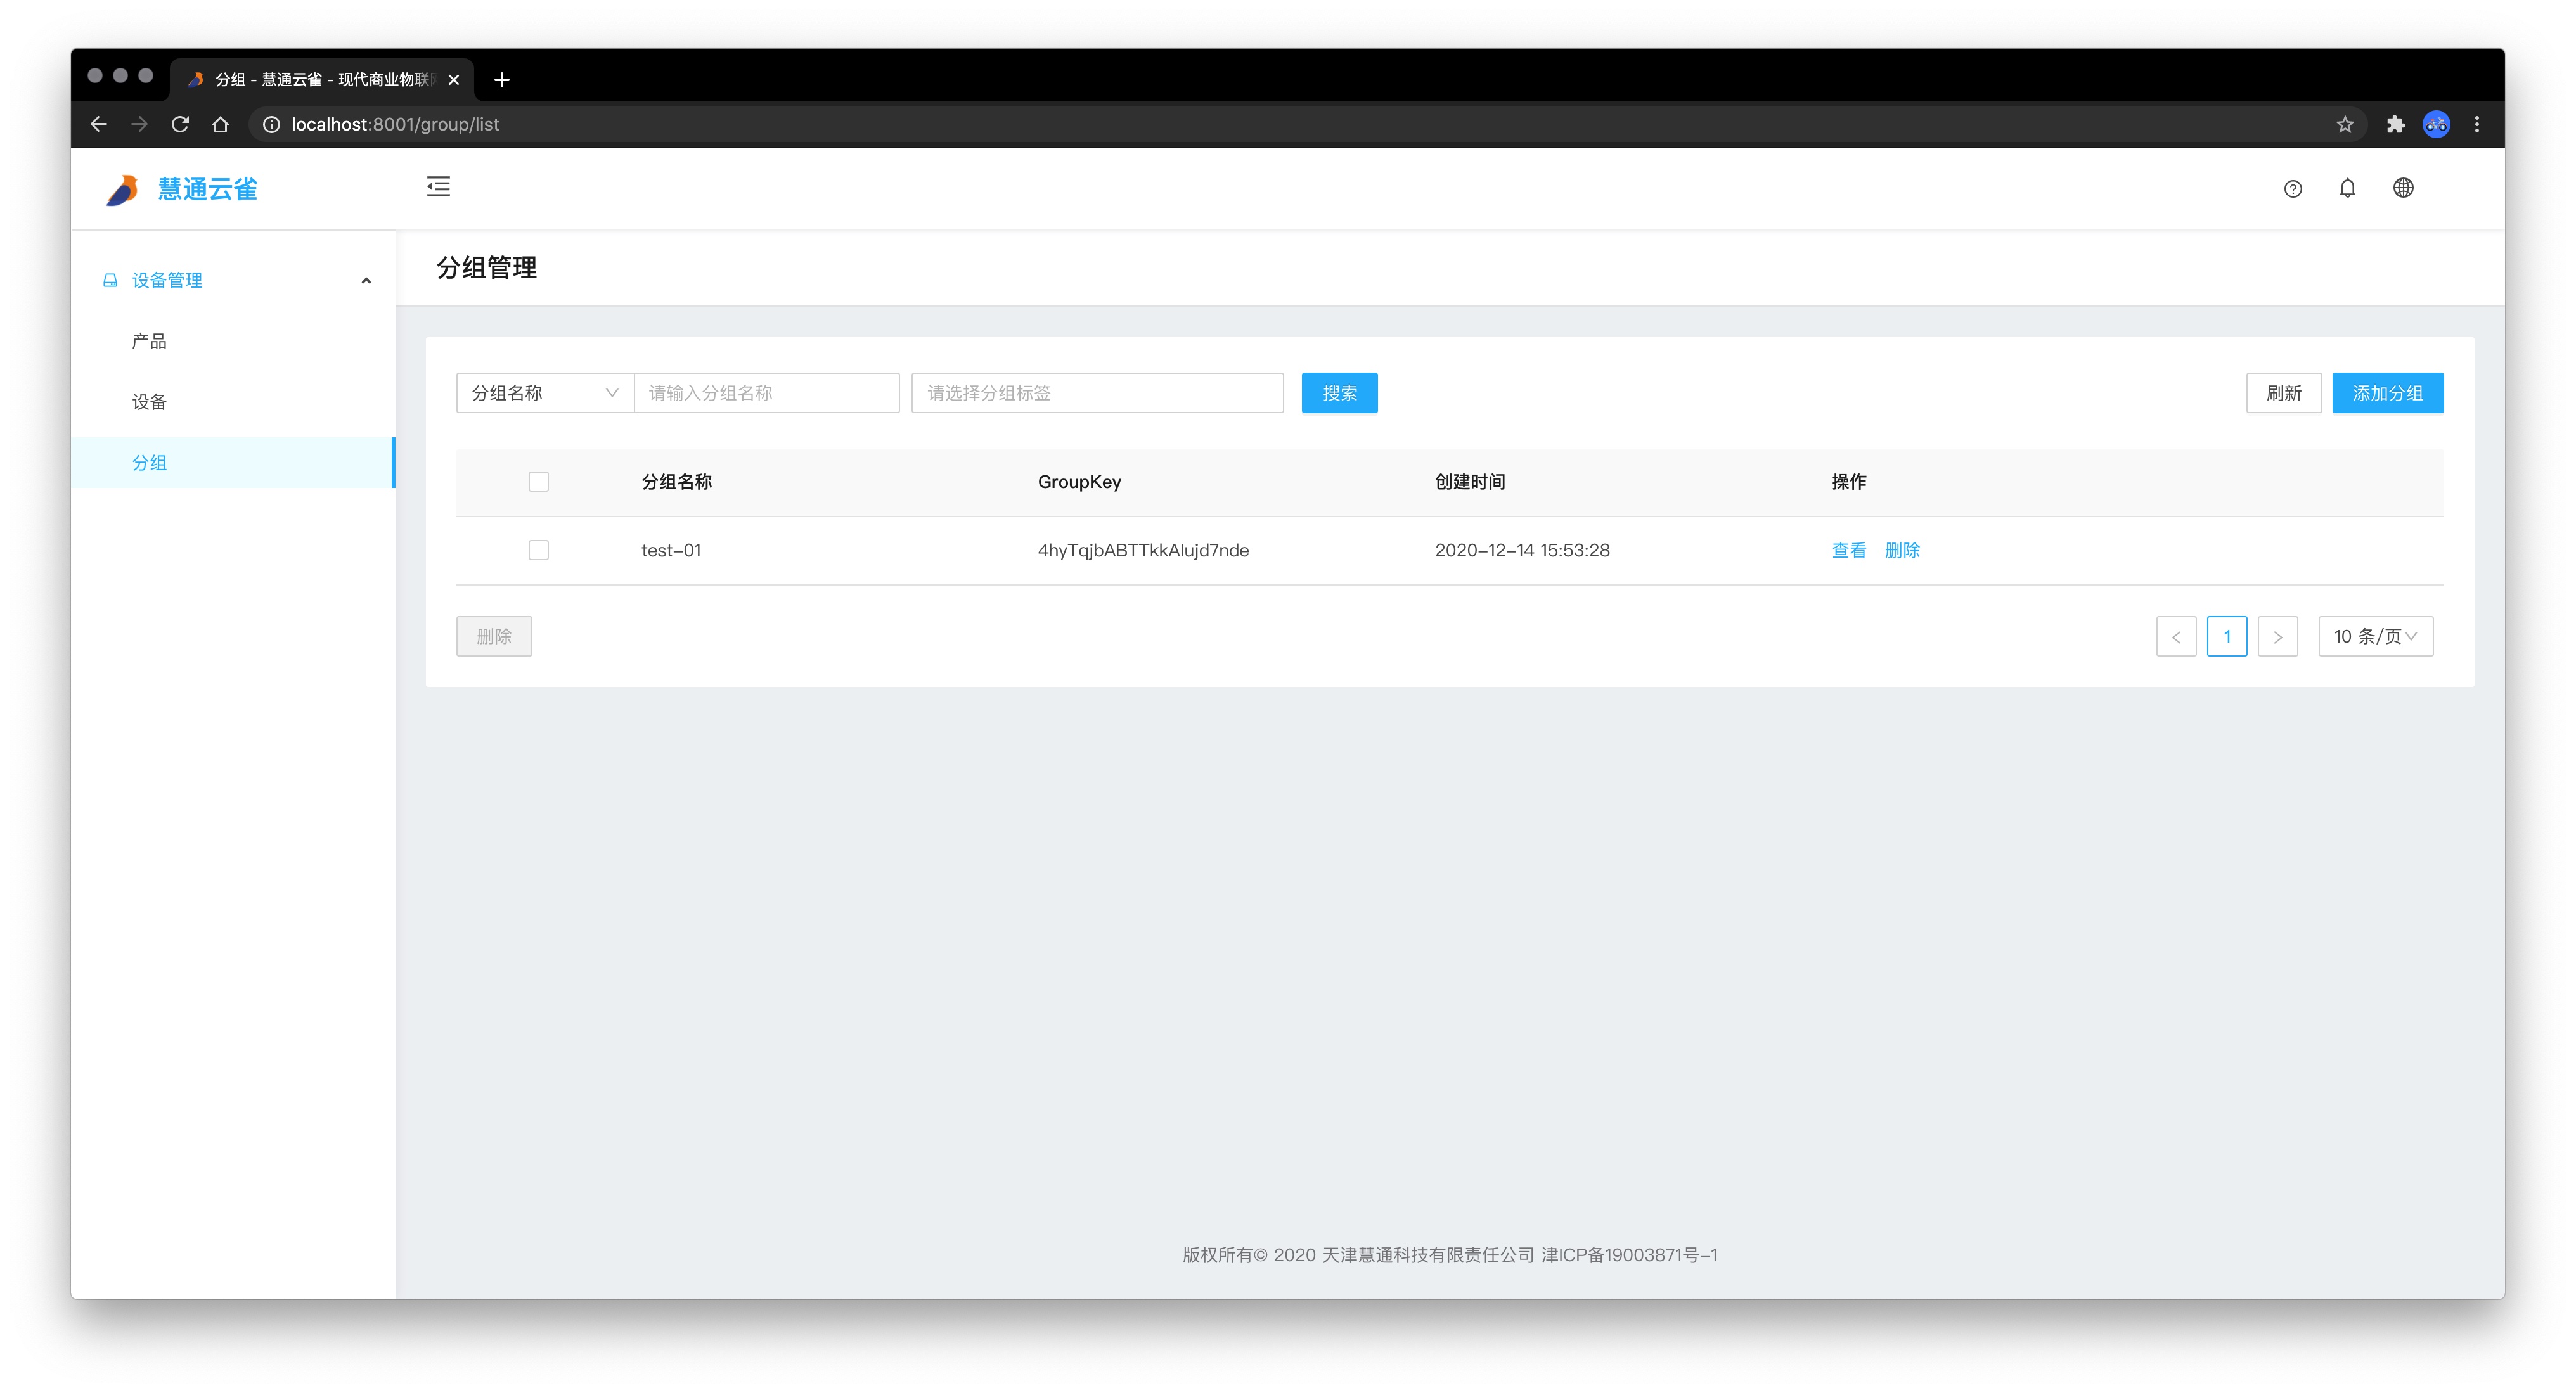 分组 - 慧通云雀 - 现代商业物联
localhost:8001/group/list
慧通云雀
设备管理
产品
设备
分组
分组管理
分组名称 请输入分组名称 请选择分组标签 搜索 刷新 添加分组
分组名称 GroupKey 创建时间 操作
test-01 4hyTqjbABTTkkAlujd7nde 2020-12-14 15:53:28 查看 删除
删除 < 1 > 10 条/页
版权所有© 2020 天津慧通科技有限责任公司 津ICP备19003871号-1